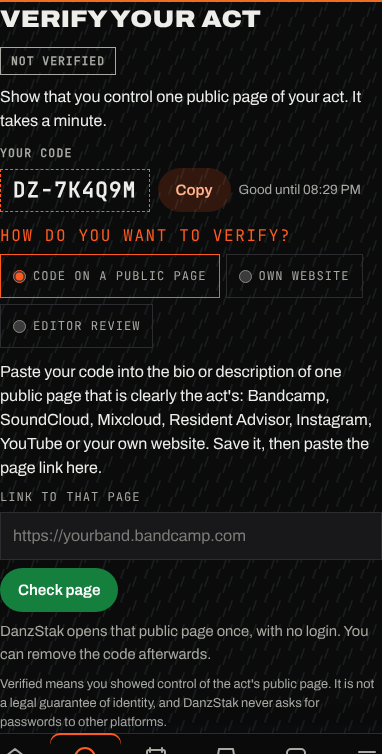 VERIFY YOUR ACT
NOT VERIFIED
Show that you control one public page of your act. It
takes a minute.
YOUR CODE
DZ-7K4Q9M
Copy
Good until 08:29 PM
HOW DO YOU WANT TO VERIFY?
CODE ON A PUBLIC PAGE
OWN WEBSITE
EDITOR REVIEW
Paste your code into the bio or description of one
public page that is clearly the act's: Bandcamp,
SoundCloud, Mixcloud, Resident Advisor, Instagram,
YouTube or your own website. Save it, then paste the
page link here.
LINK TO THAT PAGE
https://yourband.bandcamp.com
Check page
DanzStak opens that public page once, with no login. You
can remove the code afterwards.
Verified means you showed control of the act's public page. It is not
a legal guarantee of identity, and DanzStak never asks for
passwords to other platforms.